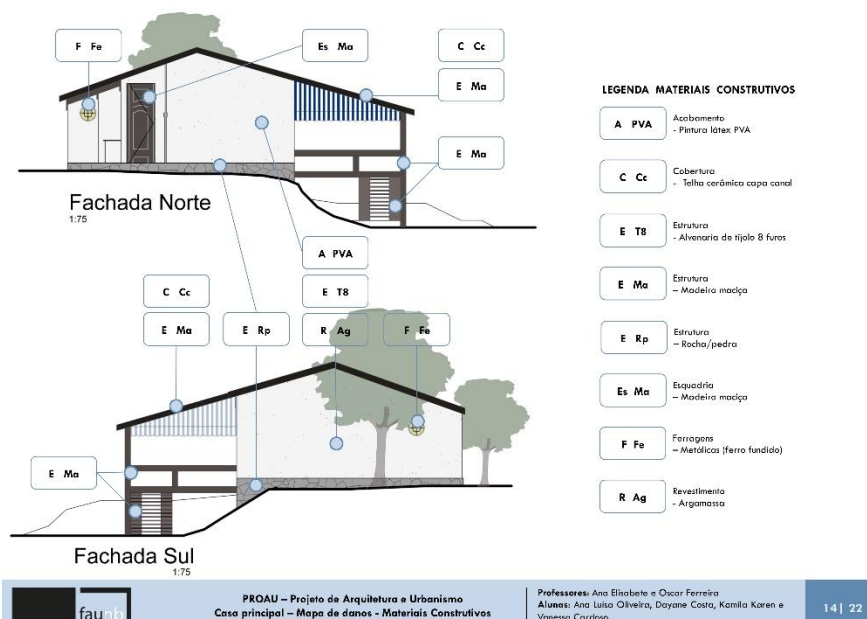 F Fe
Es Ma
C Cc
E Ma
E Ma
Fachada Norte
1:75
A PVA
E T8
R Ag
C Cc
E Ma
E Rp
F Fe
E Ma
Fachada Sul
1:75
LEGENDA MATERIAIS CONSTRUTIVOS
A PVA
Acabamento
- Pintura látex PVA
C Cc
Cobertura
- Telha cerâmica capa canal
E T8
Estrutura
- Alvenaria de tijolo 8 furos
E Ma
Estrutura
– Madeira maciça
E Rp
Estrutura
– Rocha/pedra
Es Ma
Esquadria
– Madeira maciça
F Fe
Ferragens
– Metálicas (ferro fundido)
R Ag
Revestimento
- Argamassa
faunb
PROAU – Projeto de Arquitetura e Urbanismo
Casa principal – Mapa de danos - Materiais Construtivos
Professores: Ana Elisabete e Oscar Ferreira
Alunas: Ana Luísa Oliveira, Dayane Costa, Kamila Karen e
Vanessa Cardoso
14| 22